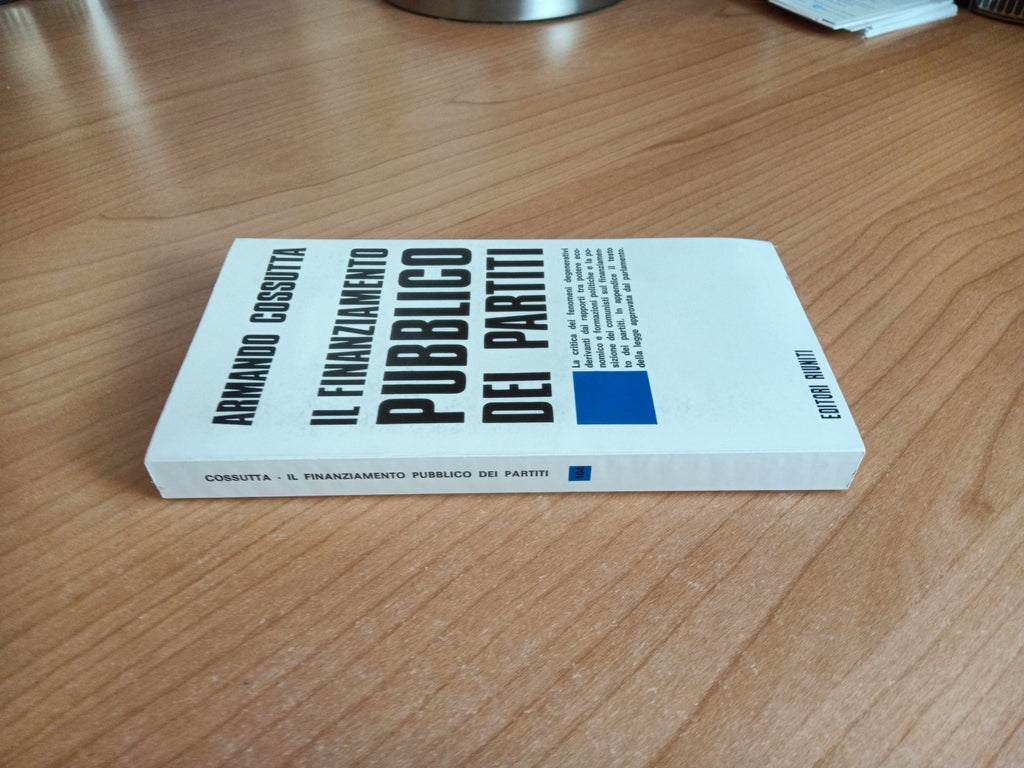 ARMANDO COSSUTTA
IL FINANZIAMENTO
PUBBLICO
DEI PARTITI
La critica dei fenomeni degenerativi
derivanti dai rapporti tra potere eco-
nomico e formazioni politiche e la po-
sizione dei comunisti sul finanziamen-
to dei partiti. In appendice il testo
della legge approvata dal parlamento.
EDITORI RIUNITI
COSSUTTA - IL FINANZIAMENTO PUBBLICO DEI PARTITI